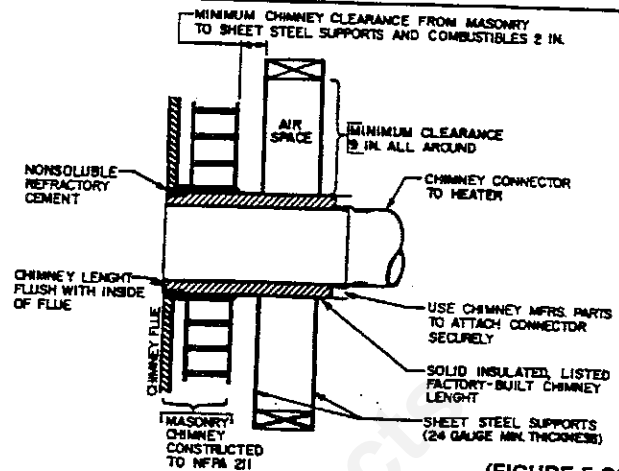 MINIMUM CHIMNEY CLEARANCE FROM MASONRY
TO SHEET STEEL SUPPORTS AND COMBUSTIBLES 2 IN.
AIR
SPACE
MINIMUM CLEARANCE
9 IN. ALL AROUND
NONSOLUBLE
REFRACTORY
CEMENT
CHIMNEY CONNECTOR
TO HEATER
CHIMNEY LENGHT
FLUSH WITH INSIDE
OF FLUE
USE CHIMNEY MFRS. PARTS
TO ATTACH CONNECTOR
SECURELY
CHIMNEY FLUE
SOLID INSULATED, LISTED
FACTORY-BUILT CHIMNEY
LENGHT
SHEET STEEL SUPPORTS
(24 GAUGE MIN. THICKNESS)
MASONRY
CHIMNEY
CONSTRUCTED
TO NFPA 211